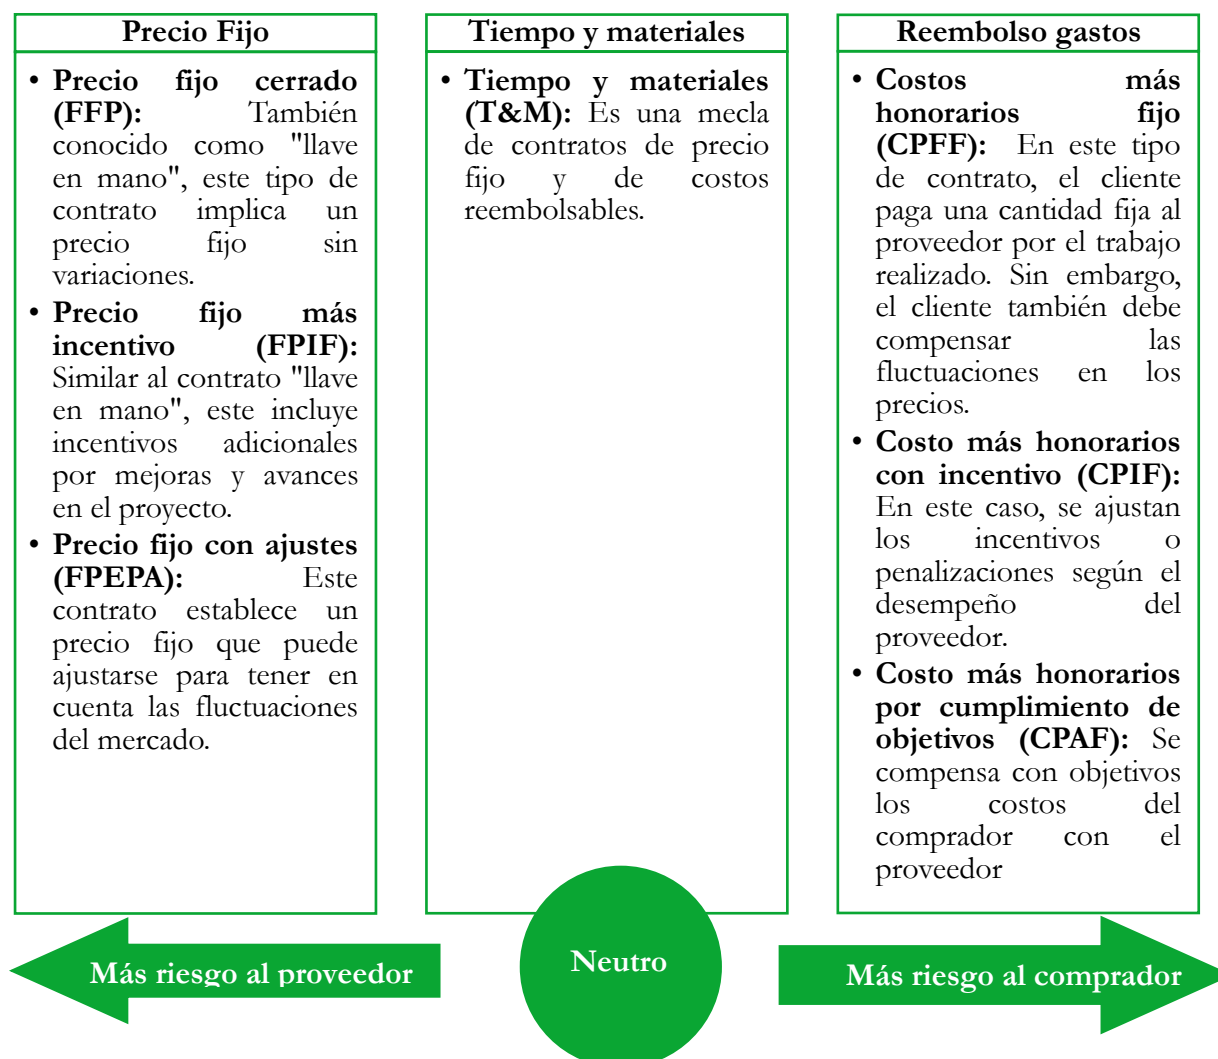 Precio Fijo
• Precio fijo cerrado
(FFP): También
conocido como "llave
en mano", este tipo de
contrato implica un
precio fijo sin
variaciones.
• Precio fijo más
incentivo (FPIF):
Similar al contrato "llave
en mano", este incluye
incentivos adicionales
por mejoras y avances
en el proyecto.
• Precio fijo con ajustes
(FPEPA): Este
contrato establece un
precio fijo que puede
ajustarse para tener en
cuenta las fluctuaciones
del mercado.
Tiempo y materiales
• Tiempo y materiales
(T&M): Es una mecla
de contratos de precio
fijo y de costos
reembolsables.
Reembolso gastos
• Costos más
honorarios fijo
(CPFF): En este tipo
de contrato, el cliente
paga una cantidad fija al
proveedor por el trabajo
realizado. Sin embargo,
el cliente también debe
compensar las
fluctuaciones en los
precios.
• Costo más honorarios
con incentivo (CPIF):
En este caso, se ajustan
los incentivos o
penalizaciones según el
desempeño del
proveedor.
• Costo más honorarios
por cumplimiento de
objetivos (CPAF): Se
compensa con objetivos
los costos del
comprador con el
proveedor
Más riesgo al proveedor
Neutro
Más riesgo al comprador